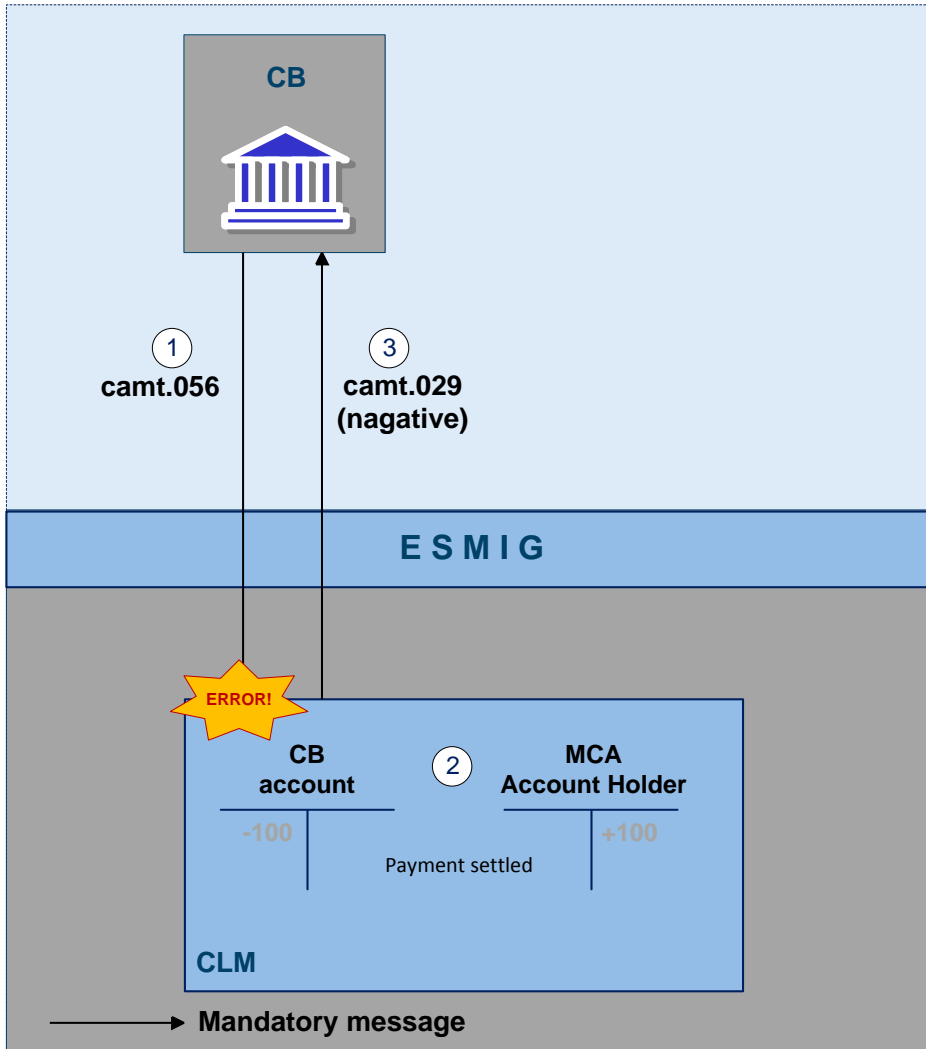 CB
1
camt.056
3
camt.029
(nagative)
E S M I G
ERROR!
CB
account
2
MCA
Account Holder
-100
+100
Payment settled
CLM
Mandatory message